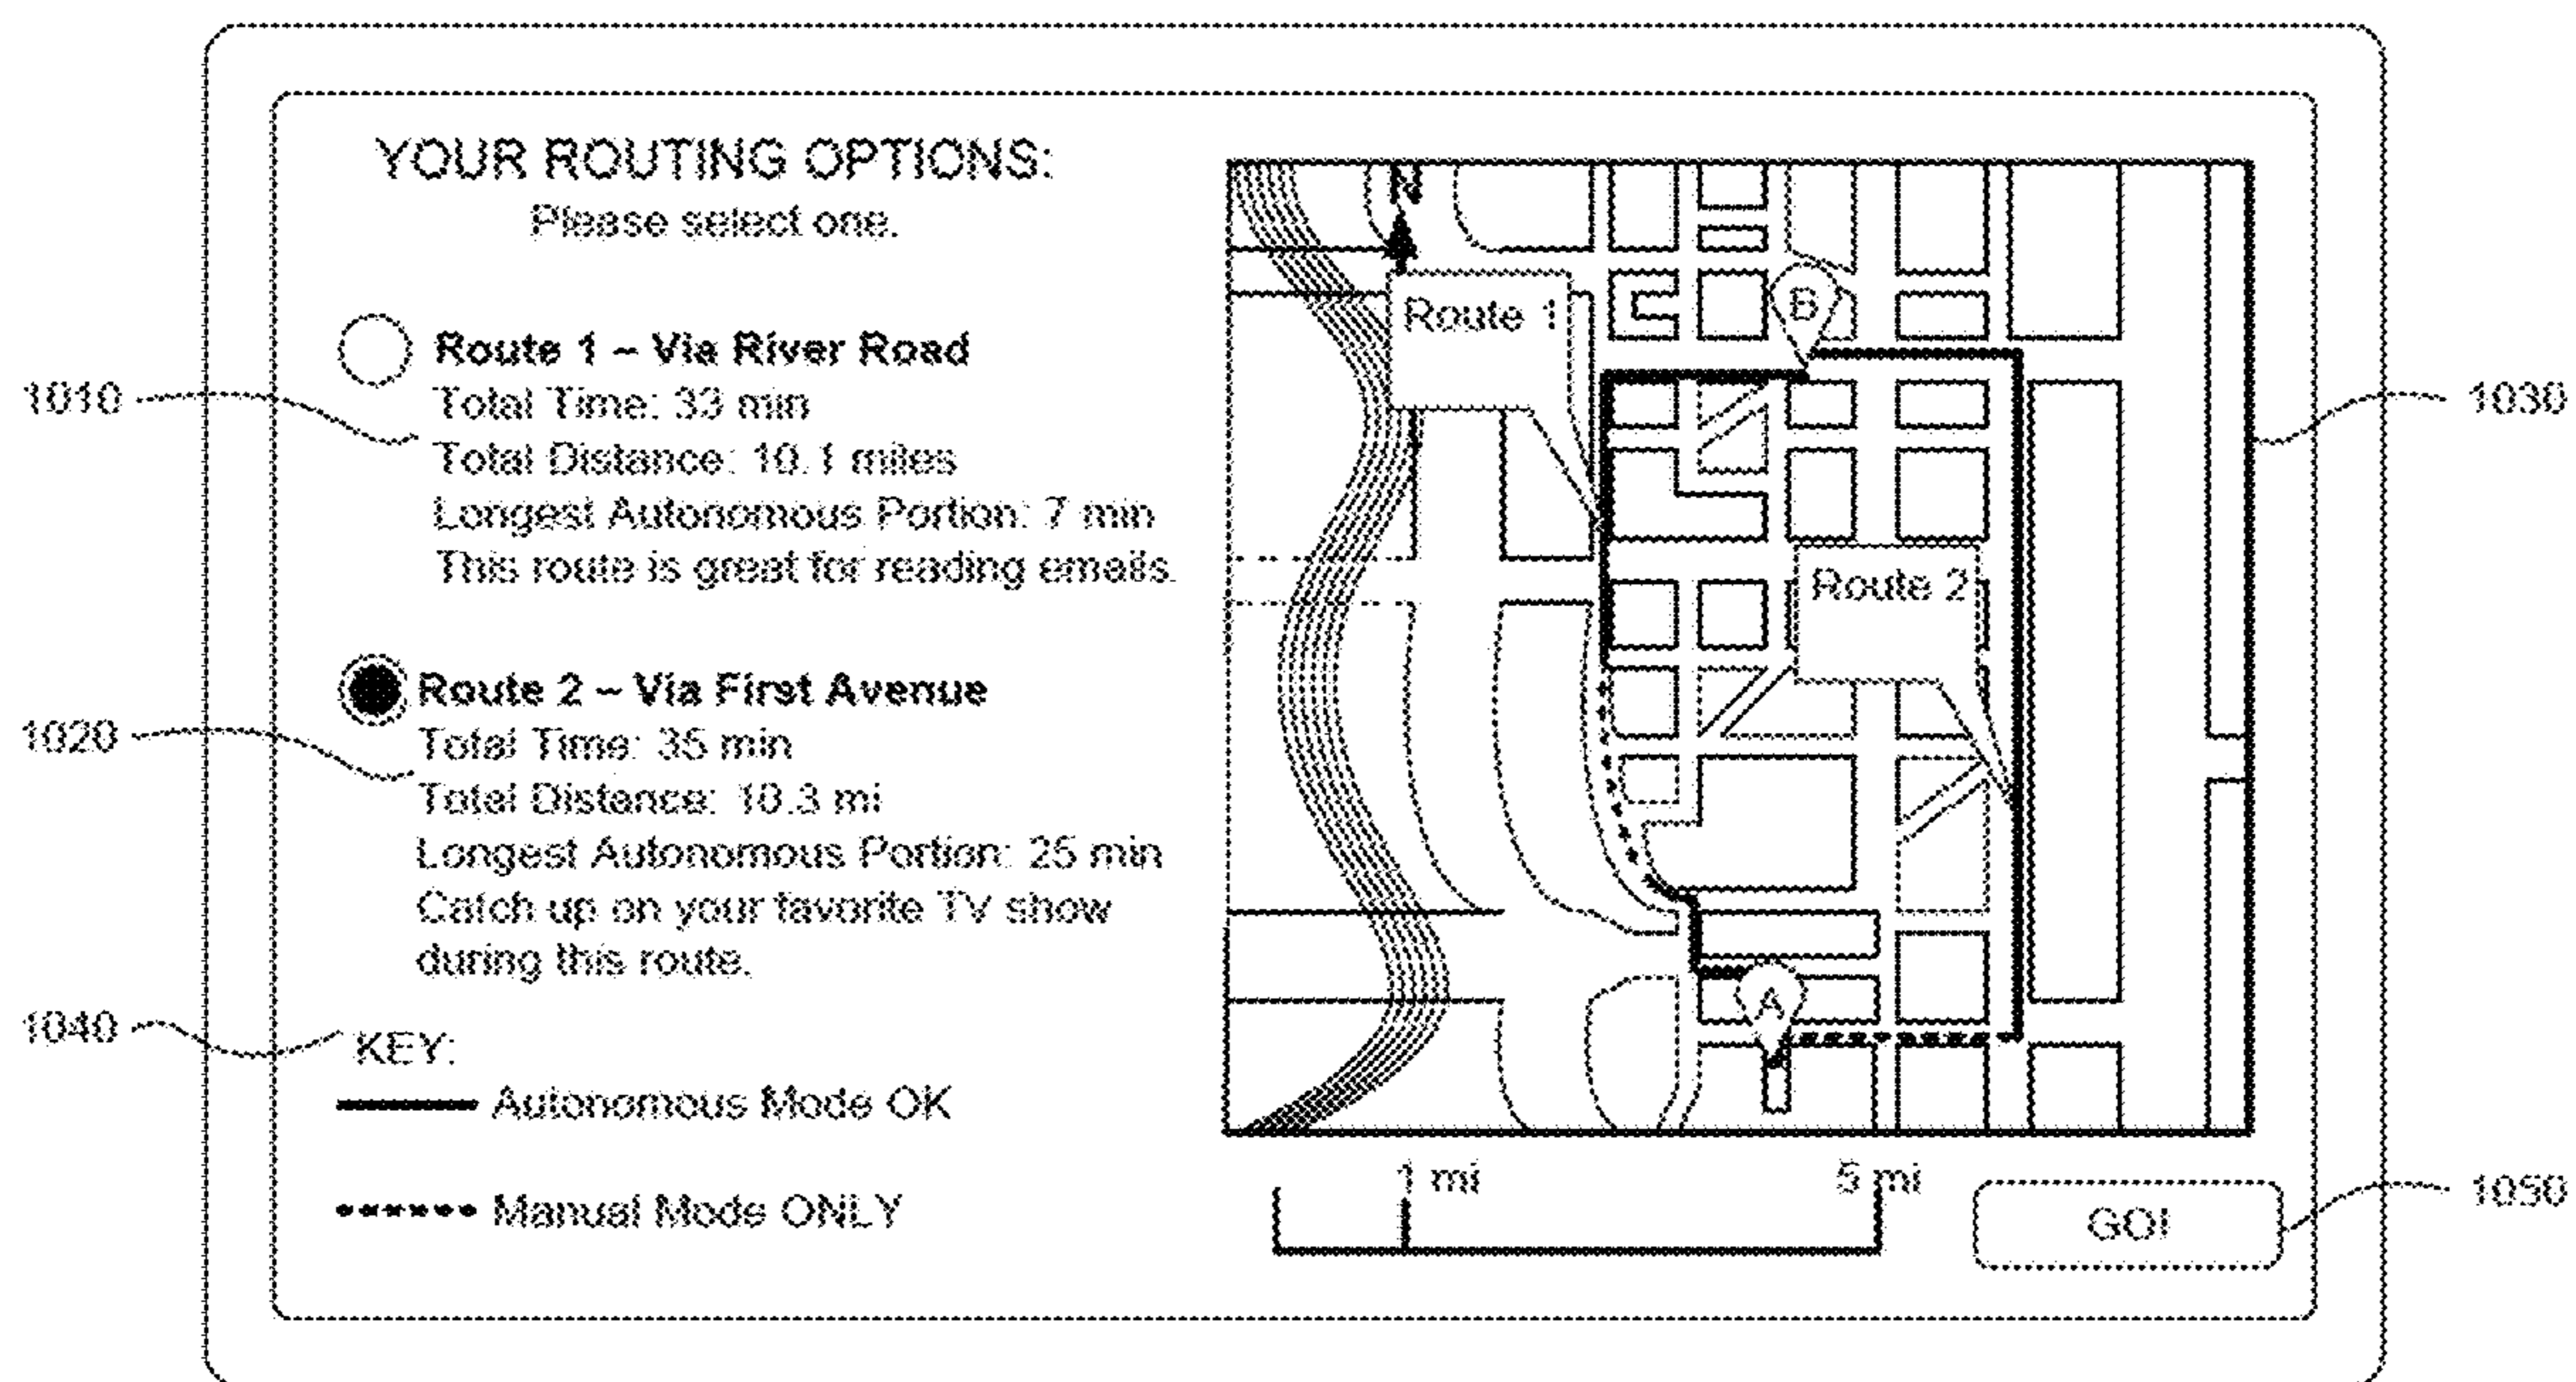 YOUR ROUTING OPTIONS:
Please select one.
Route 1 – Via River Road
Total Time: 33 min
Total Distance: 10.1 miles
Longest Autonomous Portion: 7 min
This route is great for reading emails.
1010
Route 2 – Via First Avenue
Total Time: 35 min
Total Distance: 10.3 mi
Longest Autonomous Portion: 25 min
Catch up on your favorite TV show
during this route.
1020
1040
KEY:
Autonomous Mode OK
Manual Mode ONLY
N
Route 1
B
Route 2
A
1030
1 mi
5 mi
GO!
1050